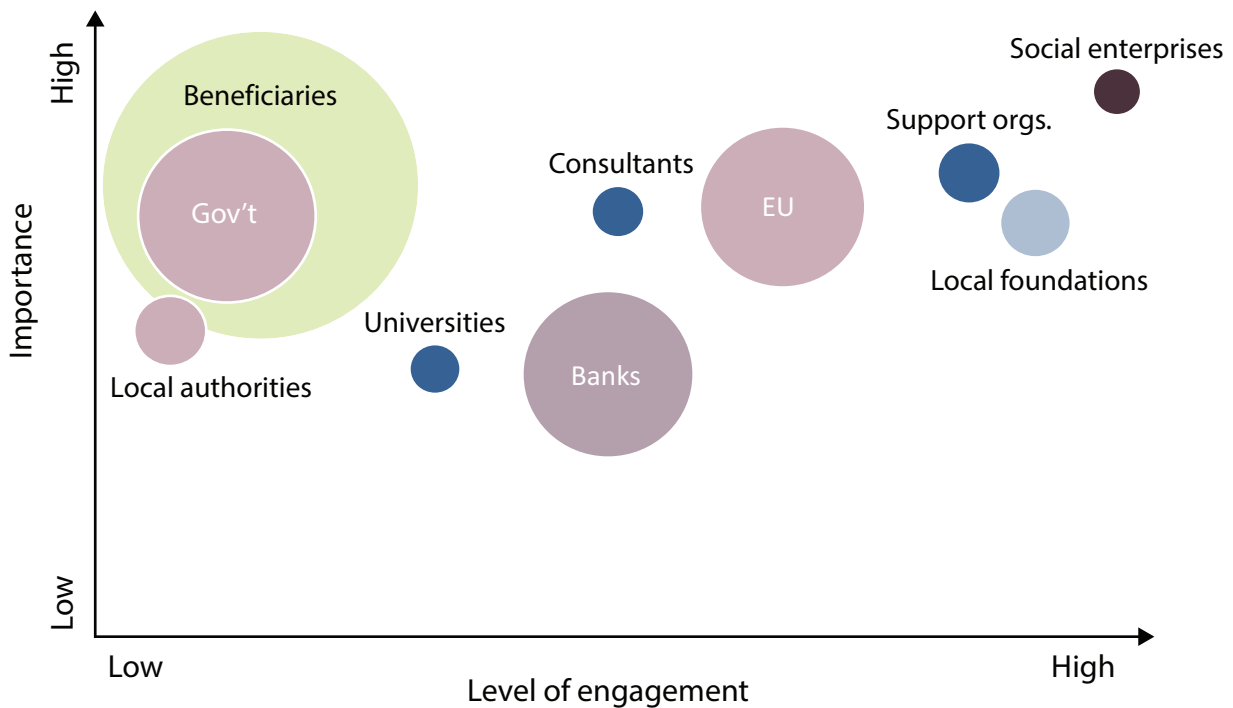 Social enterprises
High
Beneficiaries
Support orgs.
Consultants
Gov’t
EU
Local foundations
Importance
Universities
Banks
Local authorities
Low
Low
High
Level of engagement